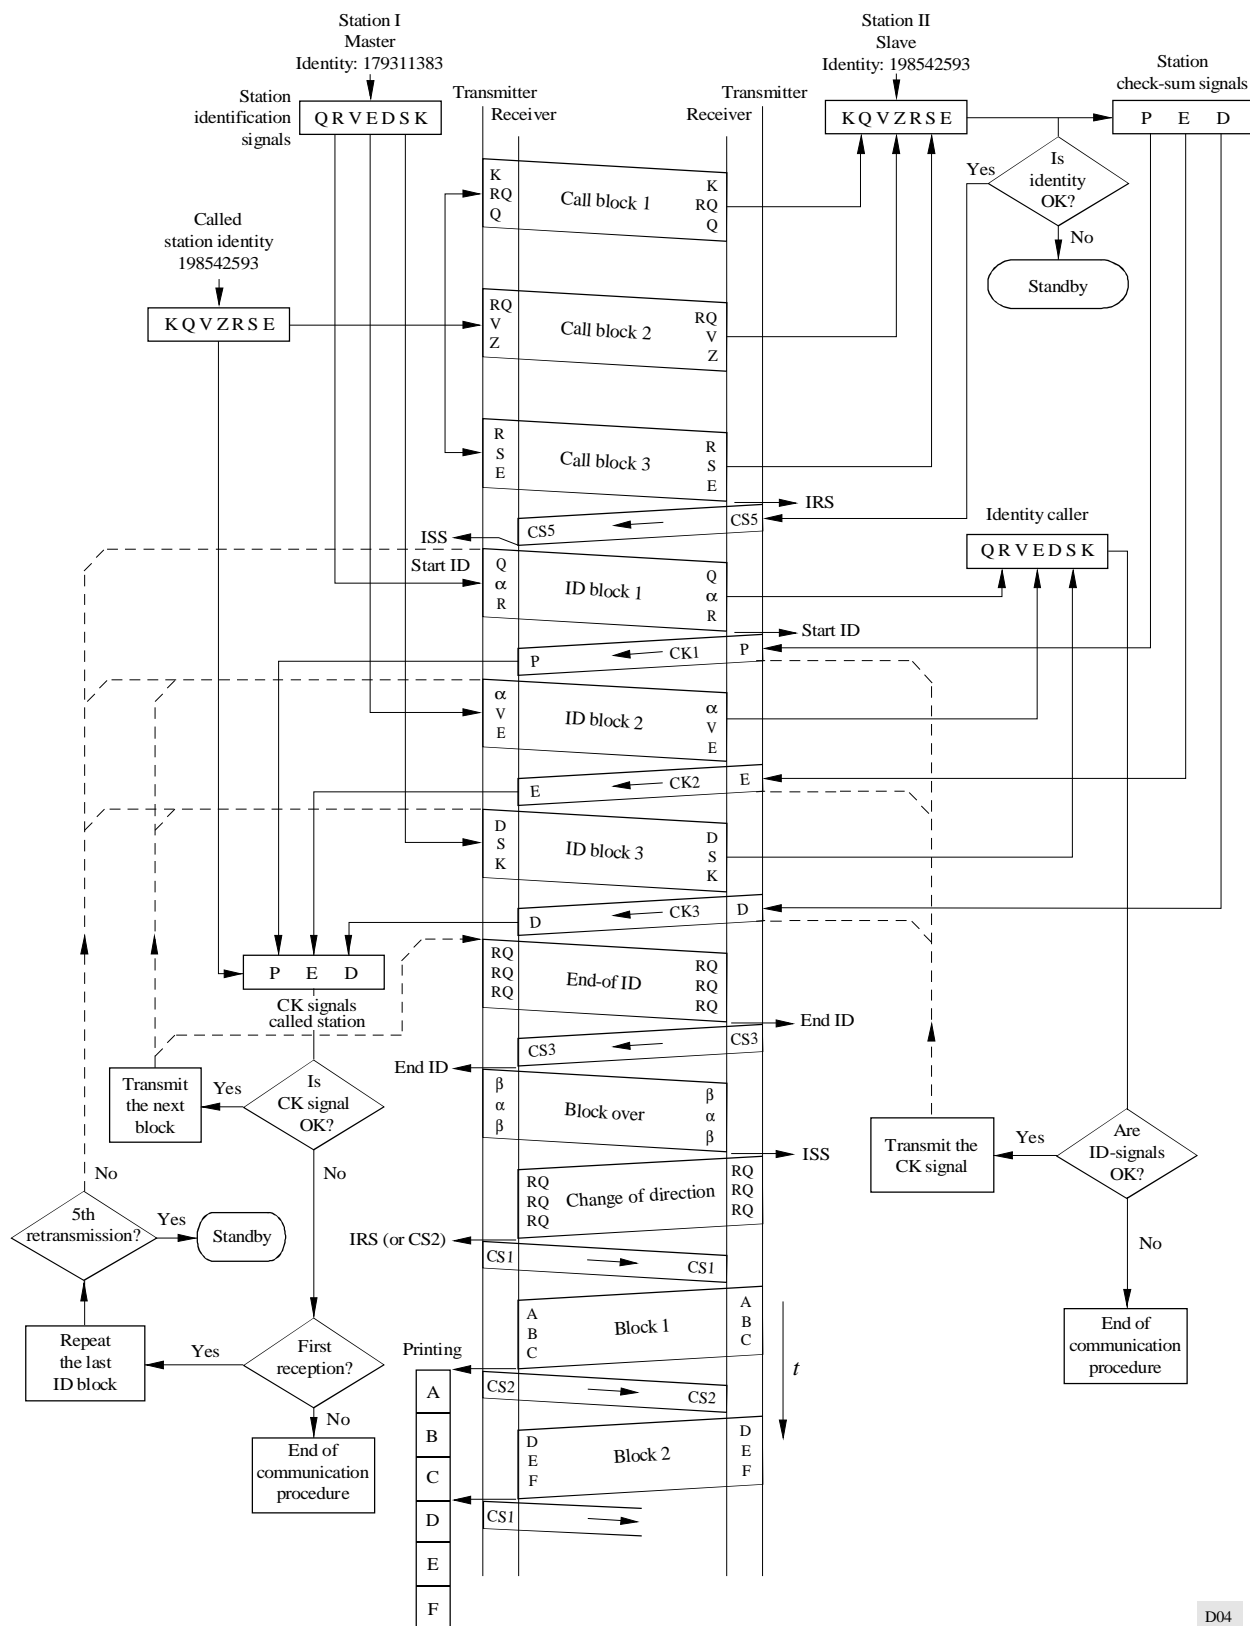 Station I
Master
Identity: 179311383
Station II
Slave
Identity: 198542593
Station
check-sum signals
Station
identification
signals
Q R V E D S K
Transmitter
Receiver
Receiver
Transmitter
K Q V Z R S E
P E D
K
RQ
Q
Call block 1
K
RQ
Q
Yes
Is
identity
OK?
No
Standby
Called
station identity
198542593
K Q V Z R S E
RQ
V
Z
Call block 2
RQ
V
Z
R
S
E
Call block 3
R
S
E
IRS
CS5
CS5
ISS
Identity caller
Q R V E D S K
Start ID
Q
α
R
ID block 1
Q
α
R
Start ID
P
CK1
P
α
V
E
ID block 2
α
V
E
E
CK2
E
D
S
K
ID block 3
D
S
K
D
CK3
D
P E D
CK signals
called station
RQ
RQ
RQ
End-of ID
RQ
RQ
RQ
End ID
CS3
CS3
End ID
Transmit
the next
block
Yes
Is
CK signal
OK?
No
β
α
β
Block over
β
α
β
ISS
Transmit the
CK signal
Yes
Are
ID-signals
OK?
No
RQ
RQ
RQ
Change of direction
RQ
RQ
RQ
No
5th
retransmission?
Yes
Standby
IRS (or CS2)
CS1
CS1
A
B
C
Block 1
A
B
C
t
End of
communication
procedure
Repeat
the last
ID block
Yes
First
reception?
No
Printing
CS2
CS2
End of
communication
procedure
D
E
F
Block 2
D
E
F
CS1
A
B
C
D
E
F
D04